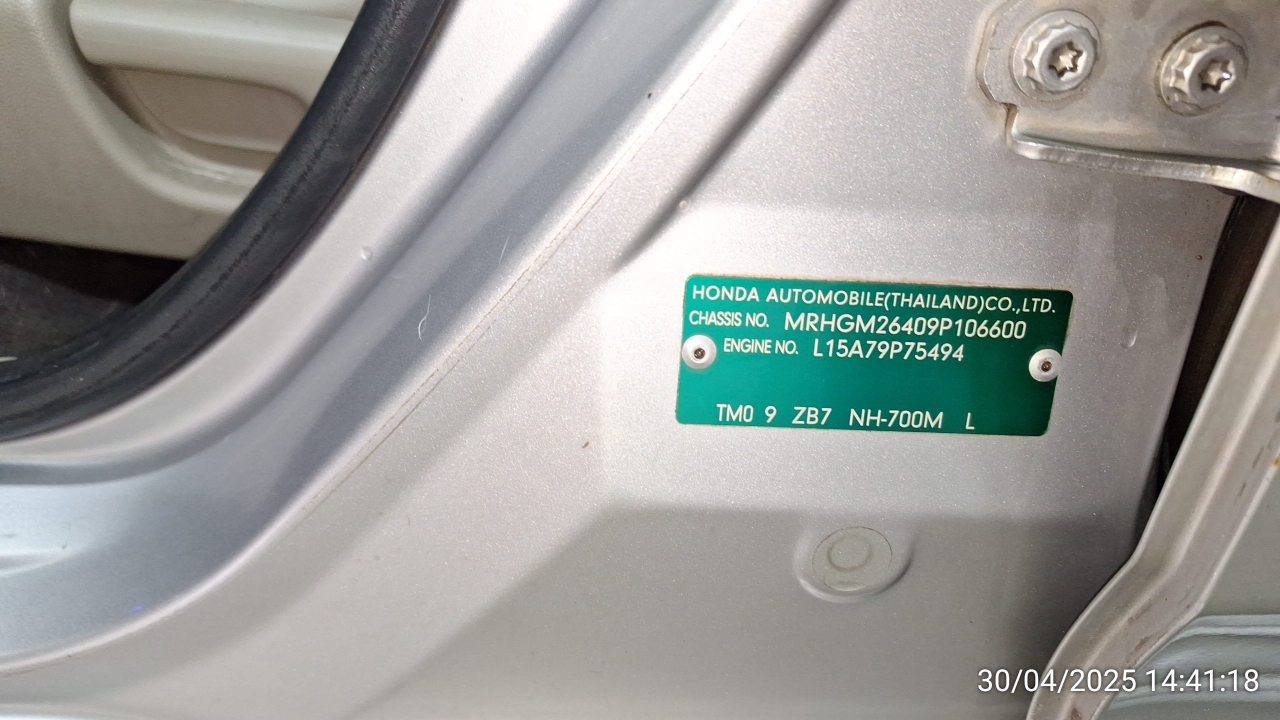 HONDA AUTOMOBILE(THAILAND)CO.,LTD.
CHASSIS NO. MRHGM26409P106600
ENGINE NO. L15A79P75494
TM0 9 ZB7 NH-700M L
30/04/2025 14:41:18